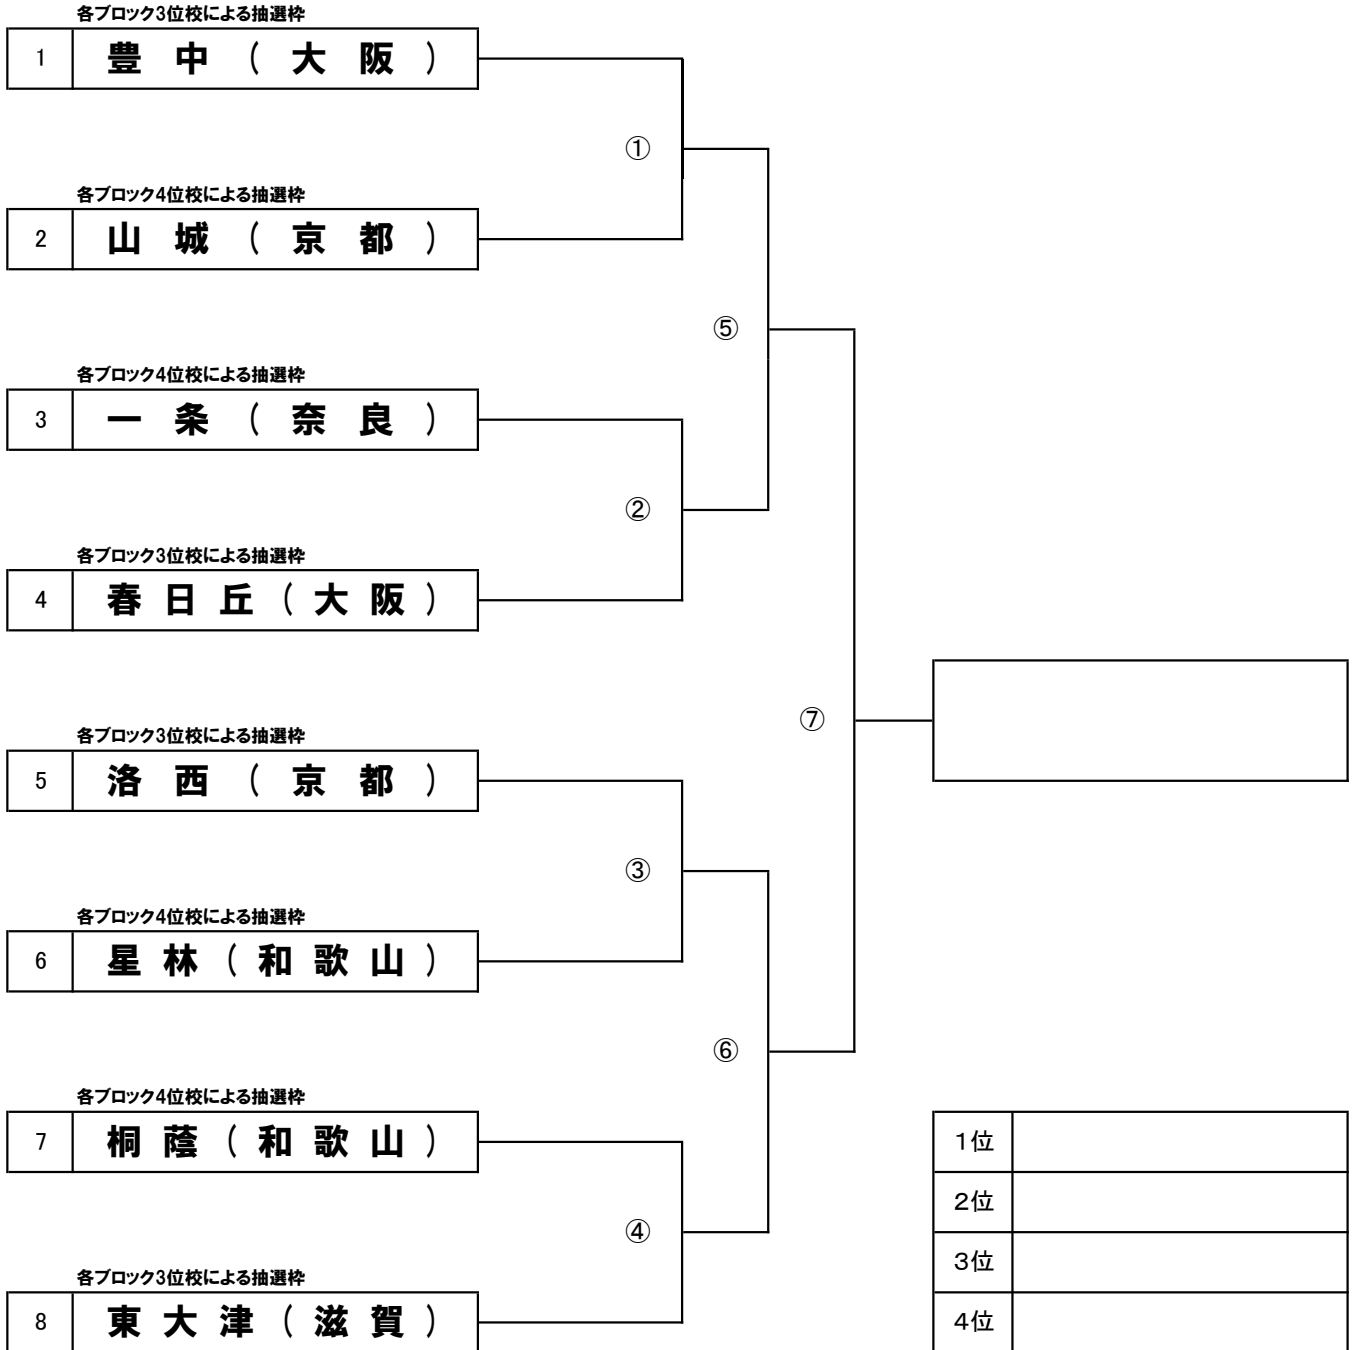 各ブロック3位校による抽選枠
1 豊中(大阪)
①
各ブロック4位校による抽選枠
2 山城(京都)
⑤
各ブロック4位校による抽選枠
3 一条(奈良)
②
各ブロック3位校による抽選枠
4 春日丘(大阪)
⑦
各ブロック3位校による抽選枠
5 洛西(京都)
③
各ブロック4位校による抽選枠
6 星林(和歌山)
⑥
各ブロック4位校による抽選枠
7 桐蔭(和歌山)
④
各ブロック3位校による抽選枠
8 東大津(滋賀)
1位
2位
3位
4位